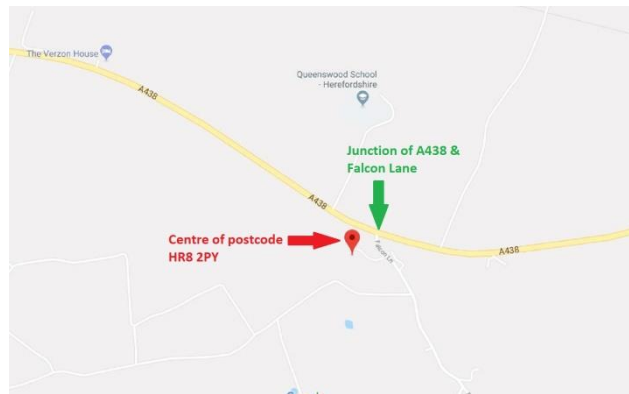 The Verzon House
A438
Queenswood School
- Herefordshire
Junction of A438 &
Falcon Lane
A438
Centre of postcode
HR8 2PY
Falcon Ln
A438